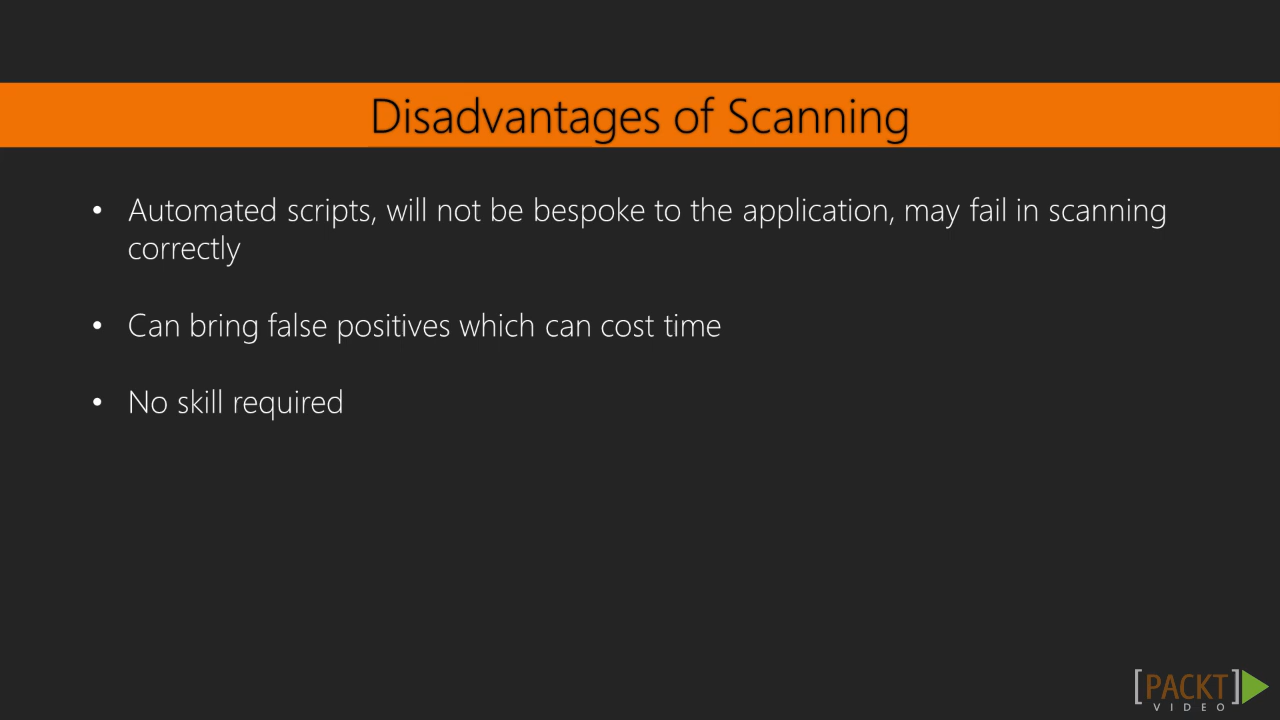 Disadvantages of Scanning
• Automated scripts, will not be bespoke to the application, may fail in scanning
correctly
• Can bring false positives which can cost time
• No skill required
[PACKT]
VIDEO